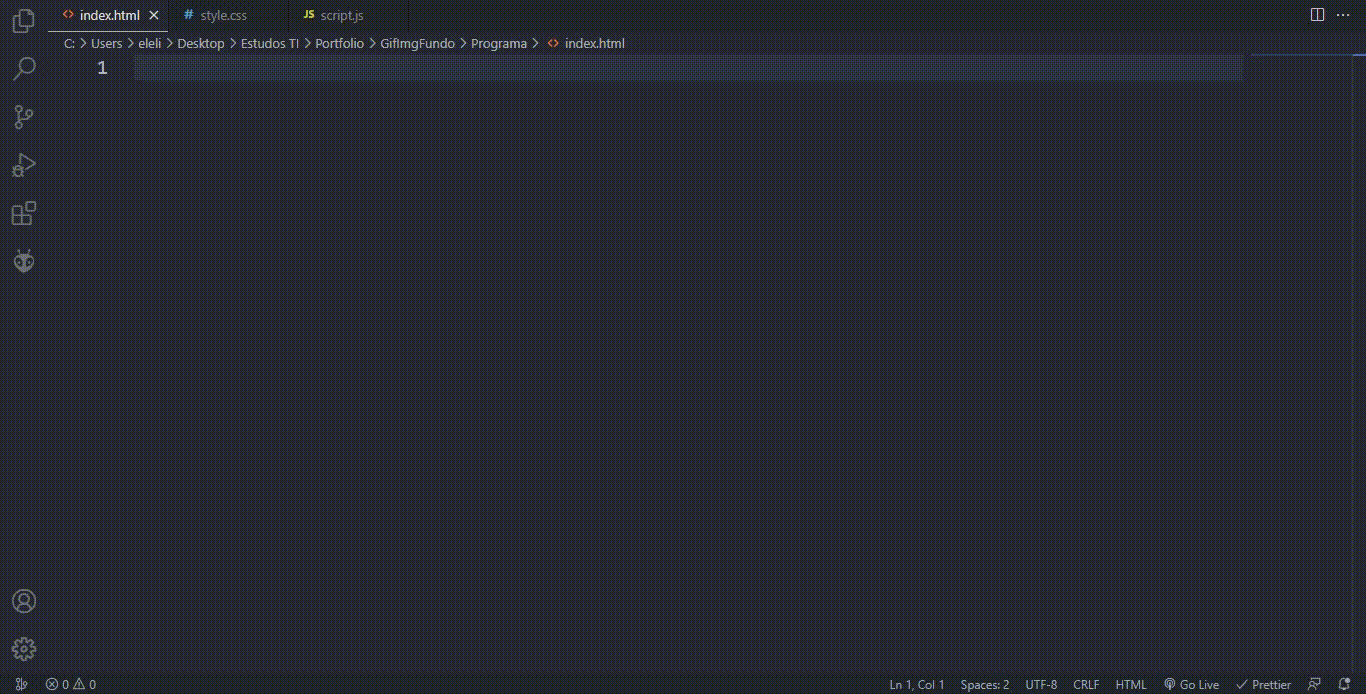 index.html
# style.css
JS script.js
C: > Users > eleli > Desktop > Estudos TI > Portfolio > GifImgFundo > Programa > <> index.html
1
0 0 Ln 1, Col 1 Spaces: 2 UTF-8 CRLF HTML Go Live Prettier